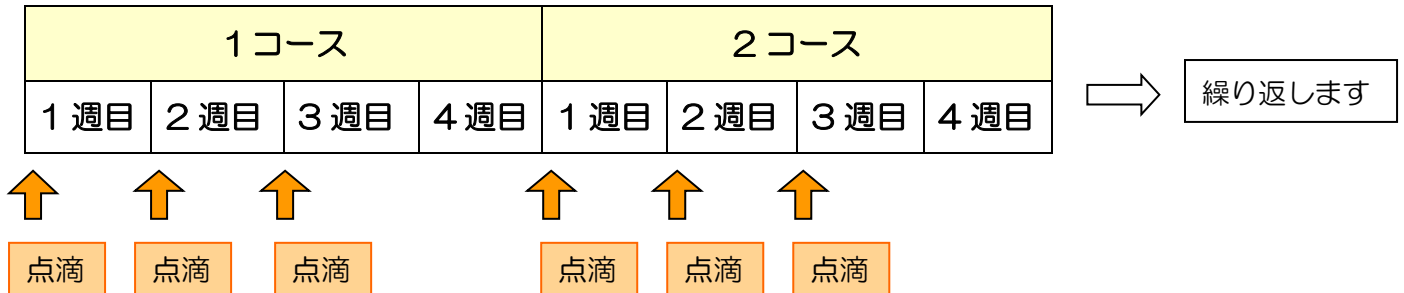 1コース 2コース
1週目 2週目 3週目 4週目 1週目 2週目 3週目 4週目
繰り返します
点滴 点滴 点滴 点滴 点滴 点滴